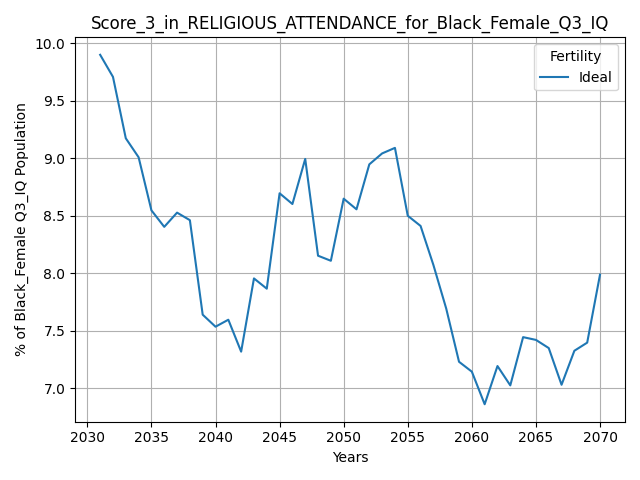 Score_3_in_RELIGIOUS_ATTENDANCE_for_Black_Female_Q3_IQ
Fertility
Ideal
% of Black_Female Q3_IQ Population
10.0
9.5
9.0
8.5
8.0
7.5
7.0
2030 2035 2040 2045 2050 2055 2060 2065 2070
Years